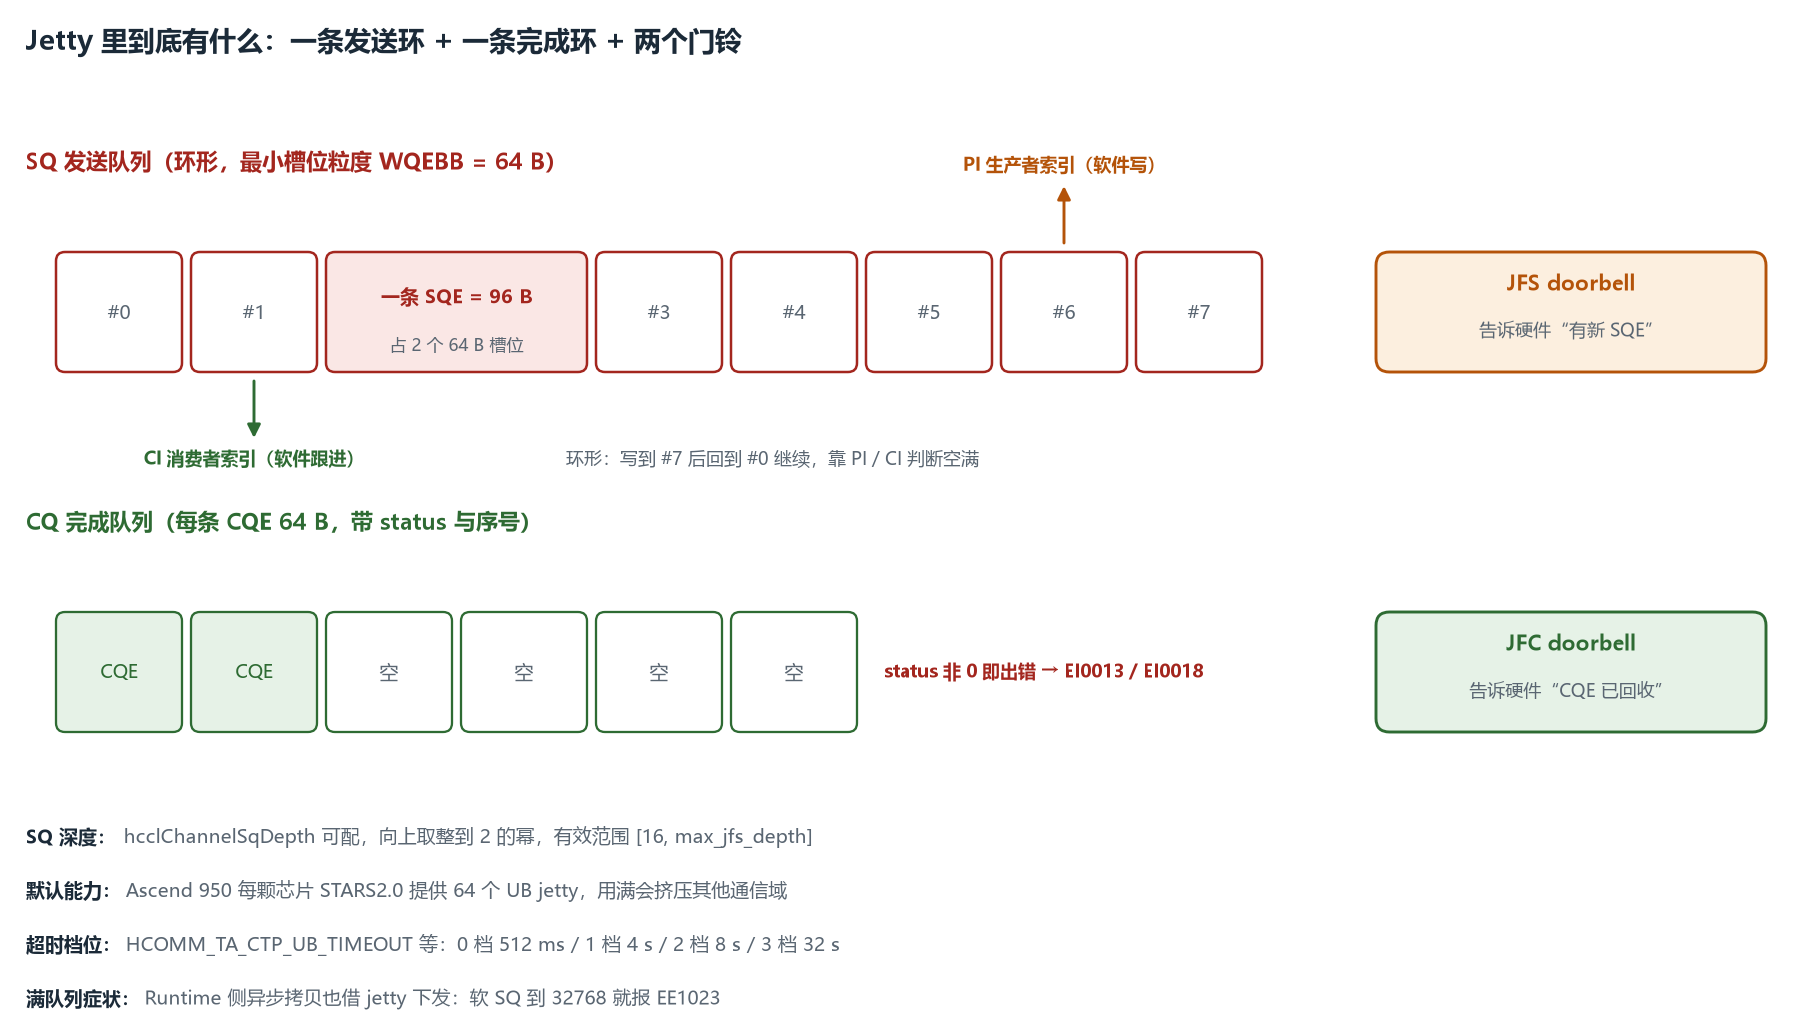 Jetty 里到底有什么：一条发送环 + 一条完成环 + 两个门铃
SQ 发送队列（环形，最小槽位粒度 WQEBB = 64 B）
PI 生产者索引（软件写）
#0
#1
一条 SQE = 96 B
占 2 个 64 B 槽位
#3
#4
#5
#6
#7
JFS doorbell
告诉硬件“有新 SQE”
CI 消费者索引（软件跟进）
环形：写到 #7 后回到 #0 继续，靠 PI / CI 判断空满
CQ 完成队列（每条 CQE 64 B，带 status 与序号）
CQE
CQE
空
空
空
空
status 非 0 即出错 → EI0013 / EI0018
JFC doorbell
告诉硬件“CQE 已回收”
SQ 深度： hcclChannelSqDepth 可配，向上取整到 2 的幂，有效范围 [16, max_jfs_depth]
默认能力： Ascend 950 每颗芯片 STARS2.0 提供 64 个 UB jetty，用满会挤压其他通信域
超时档位： HCOMM_TA_CTP_UB_TIMEOUT 等：0 档 512 ms / 1 档 4 s / 2 档 8 s / 3 档 32 s
满队列症状： Runtime 侧异步拷贝也借 jetty 下发：软 SQ 到 32768 就报 EE1023